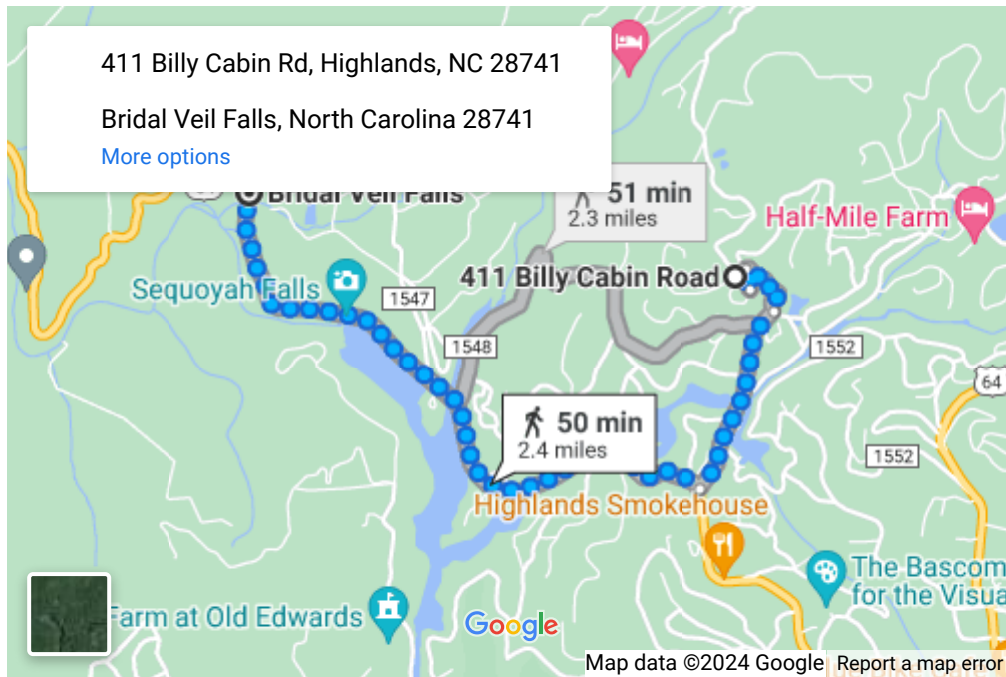 411 Billy Cabin Rd, Highlands, NC 28741
Bridal Veil Falls, North Carolina 28741
More options
Bridal Veil Falls
51 min
2.3 miles
Half-Mile Farm
411 Billy Cabin Road
Sequoyah Falls
1547
1548
1552
64
50 min
2.4 miles
1552
Highlands Smokehouse
The Bascom
for the Visua
Farm at Old Edwards
Google
Map data ©2024 Google
Report a map error